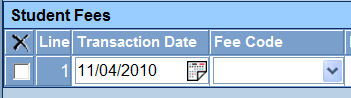 Student Fees
Line Transaction Date Fee Code
1 11/04/2010